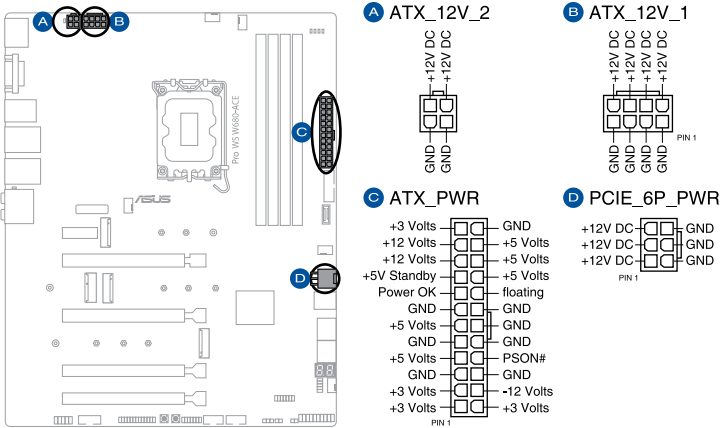 A
B
C
D
Pro WS W680-ACE
ASUS
88
A ATX_12V_2
+12V DC
+12V DC
GND
GND
B ATX_12V_1
+12V DC
+12V DC
+12V DC
+12V DC
PIN 1
GND
GND
GND
GND
C ATX_PWR
+3 Volts GND
+12 Volts +5 Volts
+12 Volts +5 Volts
+5V Standby +5 Volts
Power OK floating
GND GND
+5 Volts GND
GND GND
+5 Volts PSON#
GND GND
+3 Volts -12 Volts
+3 Volts +3 Volts
PIN 1
D PCIE_6P_PWR
+12V DC GND
+12V DC GND
+12V DC GND
PIN 1